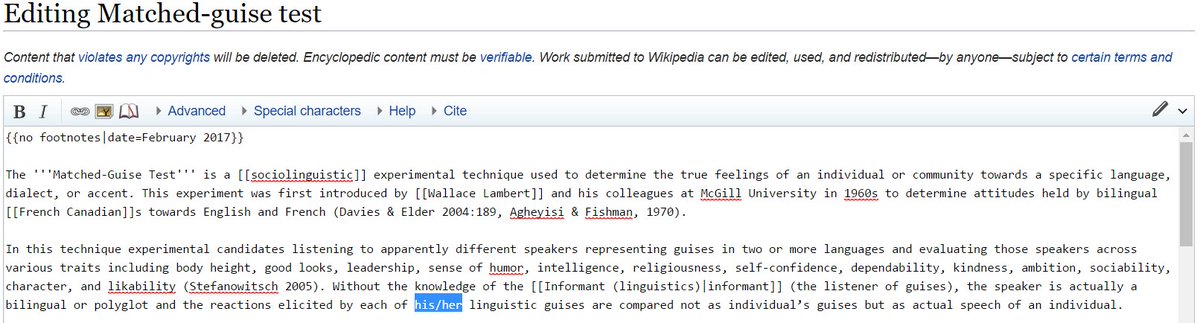 Editing Matched-guise test
Content that violates any copyrights will be deleted. Encyclopedic content must be verifiable. Work submitted to Wikipedia can be edited, used, and redistributed—by anyone—subject to certain terms and
conditions.
B I Advanced Special characters Help Cite
{{no footnotes|date=February 2017}}
The '''Matched-Guise Test''' is a [[sociolinguistic]] experimental technique used to determine the true feelings of an individual or community towards a specific language,
dialect, or accent. This experiment was first introduced by [[Wallace Lambert]] and his colleagues at McGill University in 1960s to determine attitudes held by bilingual
[[French Canadian]]s towards English and French (Davies & Elder 2004:189, Agheyisi & Fishman, 1970).
In this technique experimental candidates listening to apparently different speakers representing guises in two or more languages and evaluating those speakers across
various traits including body height, good looks, leadership, sense of humor, intelligence, religiousness, self-confidence, dependability, kindness, ambition, sociability,
character, and likability (Stefanowitsch 2005). Without the knowledge of the [[Informant (linguistics)|informant]] (the listener of guises), the speaker is actually a
bilingual or polyglot and the reactions elicited by each of his/her linguistic guises are compared not as individual’s guises but as actual speech of an individual.